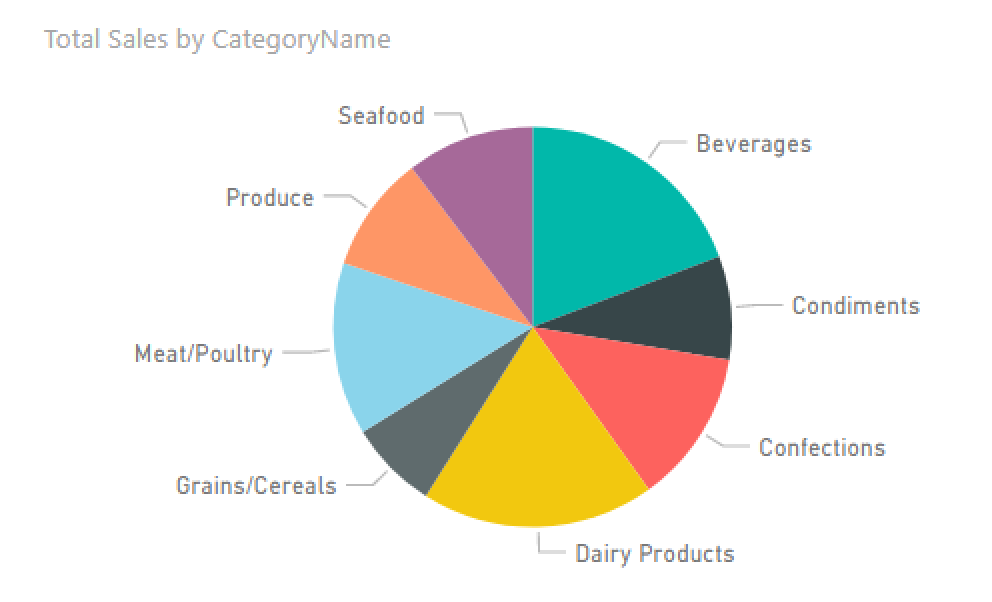 Total Sales by CategoryName
Seafood
Beverages
Produce
Condiments
Meat/Poultry
Confections
Grains/Cereals
Dairy Products